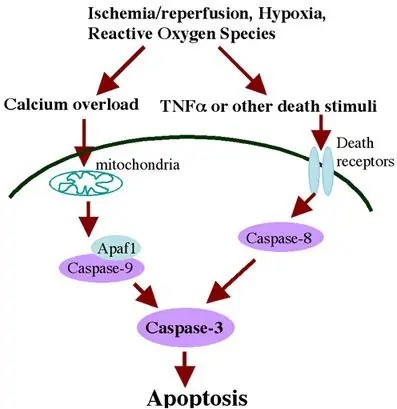 Ischemia/reperfusion, Hypoxia,
Reactive Oxygen Species
Calcium overload
TNFα or other death stimuli
mitochondria
Death
receptors
Apaf1
Caspase-9
Caspase-8
Caspase-3
Apoptosis